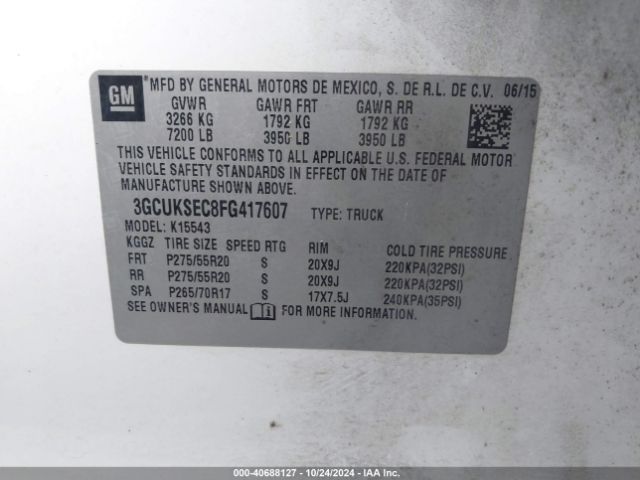 GM
MFD BY GENERAL MOTORS DE MEXICO, S. DE R.L. DE C.V. 06/15
GVWR GAWR FRT GAWR RR
3266 KG 1792 KG 1792 KG
7200 LB 3950 LB 3950 LB
THIS VEHICLE CONFORMS TO ALL APPLICABLE U.S. FEDERAL MOTOR
VEHICLE SAFETY STANDARDS IN EFFECT ON THE DATE OF
MANUFACTURE SHOWN ABOVE.
3GCUKSEC8FG417607 TYPE: TRUCK
MODEL: K15543
KGGZ TIRE SIZE SPEED RTG RIM COLD TIRE PRESSURE
FRT P275/55R20 S 20X9J 220KPA(32PSI)
RR P275/55R20 S 20X9J 220KPA(32PSI)
SPA P265/70R17 S 17X7.5J 240KPA(35PSI)
SEE OWNER'S MANUAL FOR MORE INFORMATION.
000-40688127 - 10/24/2024 - IAA Inc.